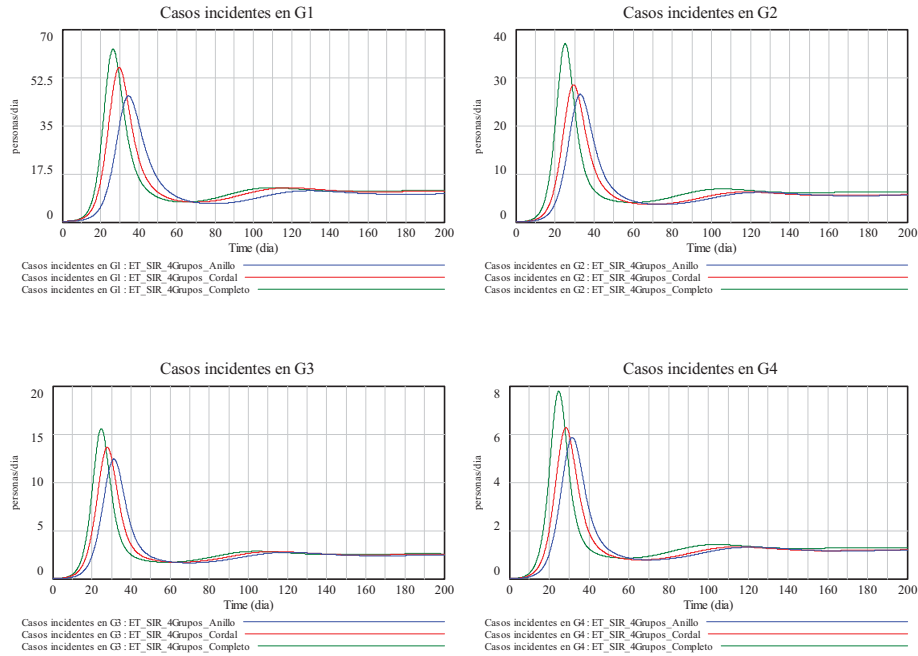 Casos incidentes en G1
70
52.5
35
17.5
0
personas/dia
0 20 40 60 80 100 120 140 160 180 200
Time (dia)
Casos incidentes en G1 : ET_SIR_4Grupos_Anillo
Casos incidentes en G1 : ET_SIR_4Grupos_Cordal
Casos incidentes en G1 : ET_SIR_4Grupos_Completo
Casos incidentes en G2
40
30
20
10
0
personas/dia
0 20 40 60 80 100 120 140 160 180 200
Time (dia)
Casos incidentes en G2 : ET_SIR_4Grupos_Anillo
Casos incidentes en G2 : ET_SIR_4Grupos_Cordal
Casos incidentes en G2 : ET_SIR_4Grupos_Completo
Casos incidentes en G3
20
15
10
5
0
personas/dia
0 20 40 60 80 100 120 140 160 180 200
Time (dia)
Casos incidentes en G3 : ET_SIR_4Grupos_Anillo
Casos incidentes en G3 : ET_SIR_4Grupos_Cordal
Casos incidentes en G3 : ET_SIR_4Grupos_Completo
Casos incidentes en G4
8
6
4
2
0
personas/dia
0 20 40 60 80 100 120 140 160 180 200
Time (dia)
Casos incidentes en G4 : ET_SIR_4Grupos_Anillo
Casos incidentes en G4 : ET_SIR_4Grupos_Cordal
Casos incidentes en G4 : ET_SIR_4Grupos_Completo